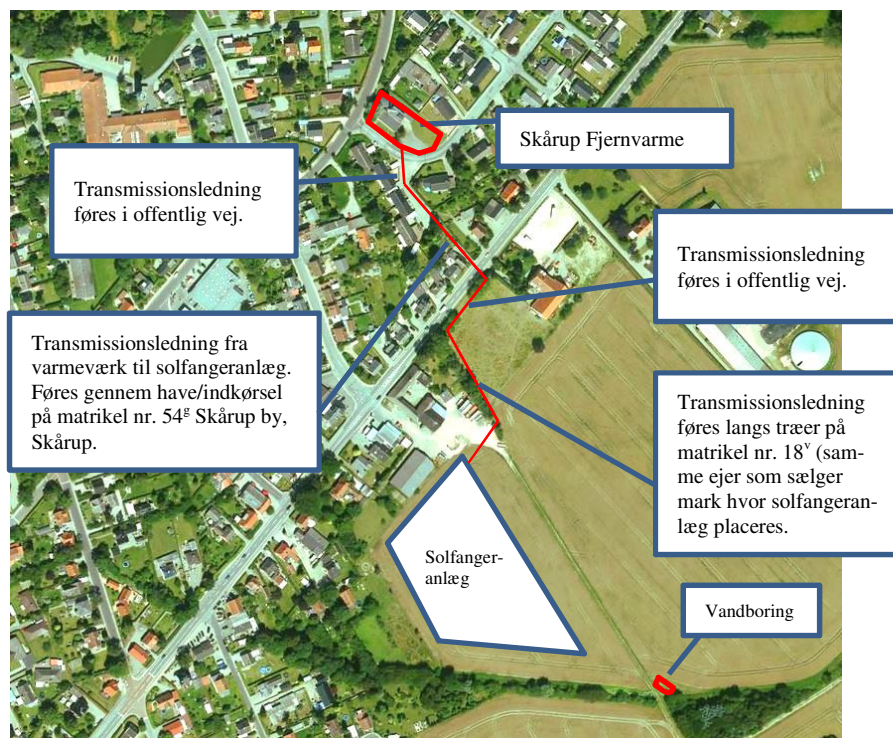 Skårup Fjernvarme
Transmissionsledning
føres i offentlig vej.
Transmissionsledning
føres i offentlig vej.
Transmissionsledning fra
varmeværk til solfangeranlæg.
Føres gennem have/indkørsel
på matrikel nr. 54g Skårup by,
Skårup.
Transmissionsledning
føres langs træer på
matrikel nr. 18v (sam-
me ejer som sælger
mark hvor solfangeran-
læg placeres.
Solfanger-
anlæg
Vandboring